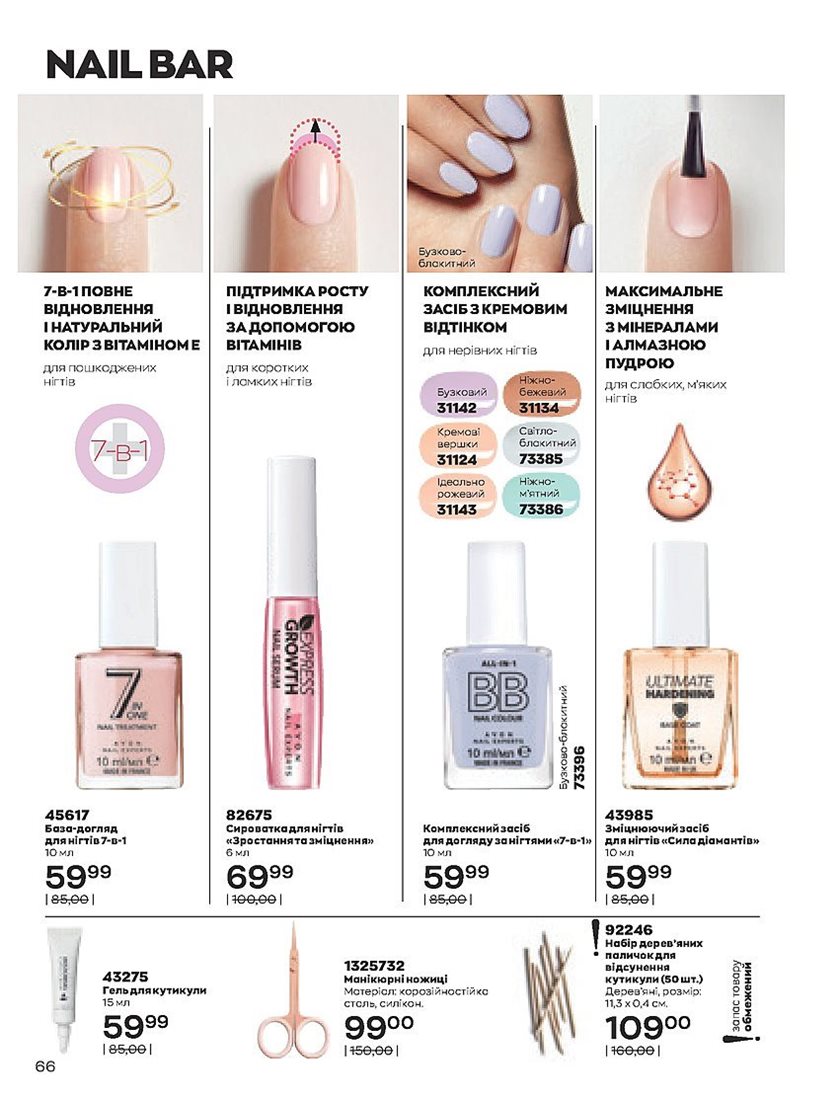 NAIL BAR
7-В-1 ПОВНЕ
ВІДНОВЛЕННЯ
І НАТУРАЛЬНИЙ
КОЛІР З ВІТАМІНОМ Е
для пошкоджених
нігтів
7-в-1
7
IN
ONE
NAIL TREATMENT
AVON
NAIL EXPERTS
10 ml/мл e
MADE IN FRANCE
45617
База-догляд
для нігтів 7-в-1
10 мл
59 99
|85,00|
ПІДТРИМКА РОСТУ
І ВІДНОВЛЕННЯ
ЗА ДОПОМОГОЮ
ВІТАМІНІВ
для коротких
і ламких нігтів
EXPRESS
GROWTH
NAIL SERUM
AVON
NAIL EXPERTS
82675
Сироватка для нігтів
«Зростання та зміцнення»
6 мл
69 99
|100,00|
Бузково-
блакитний
КОМПЛЕКСНИЙ
ЗАСІБ З КРЕМОВИМ
ВІДТІНКОМ
для нерівних нігтів
Бузковий
31142
Ніжно-
бежевий
31134
Кремові
вершки
31124
Світло-
блакитний
73385
Ідеально
рожевий
31143
Ніжно-
м'ятний
73386
ALL-IN-1
BB
NAIL COLOUR
AVON
NAIL EXPERTS
10 ml/мл e
MADE IN FRANCE
Бузково-блакитний
73396
Комплексний засіб
для догляду за нігтями «7-в-1»
10 мл
59 99
|85,00|
МАКСИМАЛЬНЕ
ЗМІЦНЕННЯ
З МІНЕРАЛАМИ
І АЛМАЗНОЮ
ПУДРОЮ
для слабких, м'яких
нігтів
ULTIMATE
HARDENING
BASE COAT
AVON
NAIL EXPERTS
10 ml/мл e
MADE IN UK
43985
Зміцнюючий засіб
для нігтів «Сила діамантів»
10 мл
59 99
|85,00|
43275
Гель для кутикули
15 мл
59 99
|85,00|
1325732
Манікюрні ножиці
Матеріал: корозійностійка
сталь, силікон.
99 00
|150,00|
92246
Набір дерев'яних
паличок для
відсунення
кутикули (50 шт.)
Дерев'яні, розмір:
11,3 x 0,4 см.
109 00
|160,00|
! запас товару
обмежений !
66